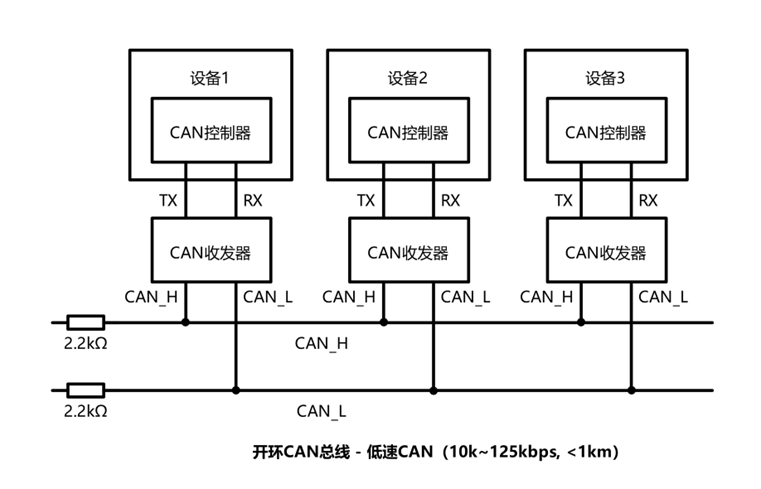 设备1
设备2
设备3
CAN控制器
CAN控制器
CAN控制器
TX
RX
TX
RX
TX
RX
CAN收发器
CAN收发器
CAN收发器
CAN_H
CAN_L
CAN_H
CAN_L
CAN_H
CAN_L
2.2kΩ
CAN_H
2.2kΩ
CAN_L
开环CAN总线 - 低速CAN（10k~125kbps, <1km）